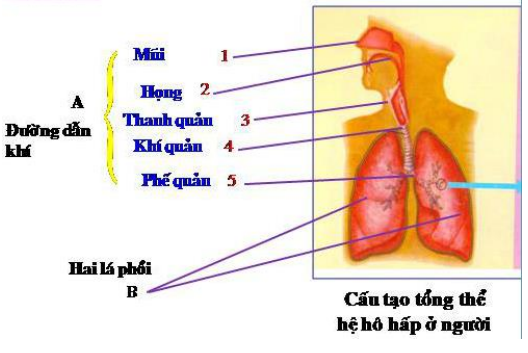 Mũi 1
Họng 2
A
Đường dẫn
khí
Thanh quản 3
Khí quản 4
Phế quản 5
Hai lá phổi
B
Cấu tạo tổng thể
hệ hô hấp ở người